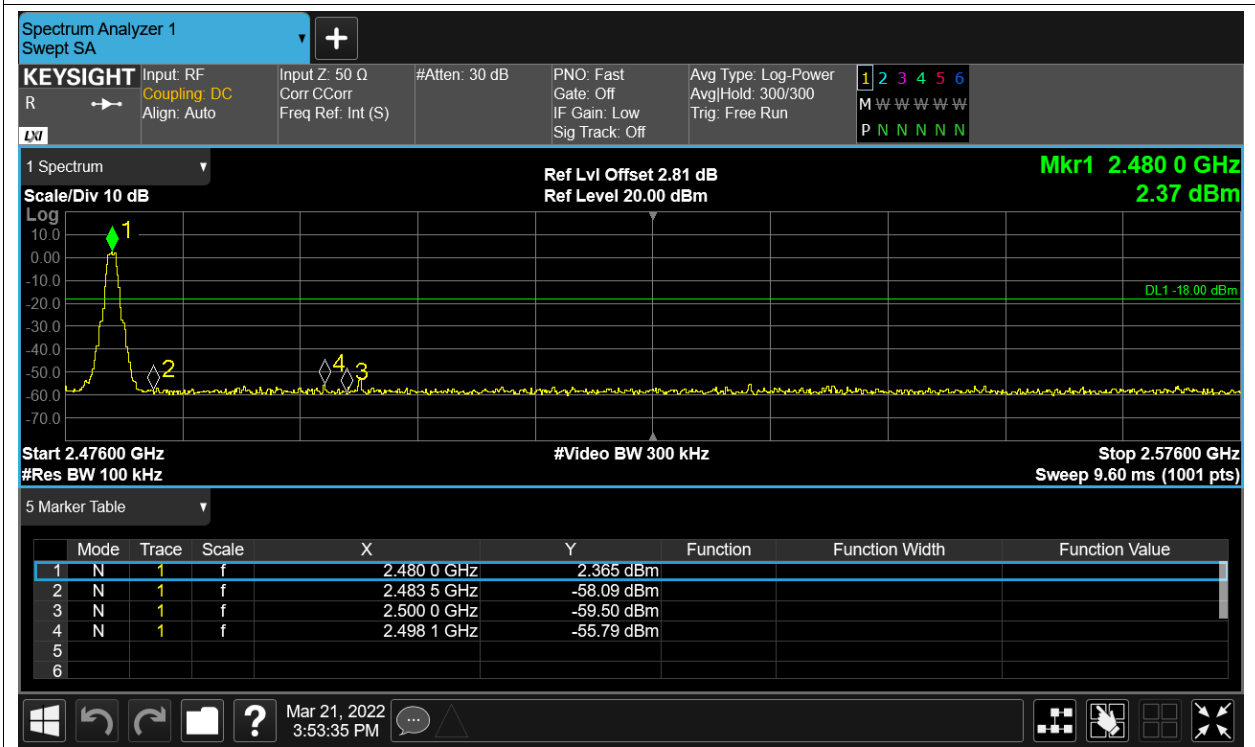 Spectrum Analyzer 1
Swept SA
+
KEYSIGHT Input: RF Input Z: 50 Ω #Atten: 30 dB PNO: Fast Avg Type: Log-Power 1 2 3 4 5 6
R Coupling: DC Corr CCorr Gate: Off Avg|Hold: 300/300 M W W W W W
Align: Auto Freq Ref: Int (S) IF Gain: Low Trig: Free Run
LXI Sig Track: Off P N N N N N
1 Spectrum Ref Lvl Offset 2.81 dB Mkr1 2.480 0 GHz
Scale/Div 10 dB Ref Level 20.00 dBm 2.37 dBm
Log
1
10.0
0.00
-10.0
DL1 -18.00 dBm
-20.0
-30.0
-40.0
2 4 3
-50.0
-60.0
-70.0
Start 2.47600 GHz #Video BW 300 kHz Stop 2.57600 GHz
#Res BW 100 kHz Sweep 9.60 ms (1001 pts)
5 Marker Table
Mode Trace Scale X Y Function Function Width Function Value
1 N 1 f 2.480 0 GHz 2.365 dBm
2 N 1 f 2.483 5 GHz -58.09 dBm
3 N 1 f 2.500 0 GHz -59.50 dBm
4 N 1 f 2.498 1 GHz -55.79 dBm
5
6
? Mar 21, 2022
3:53:35 PM